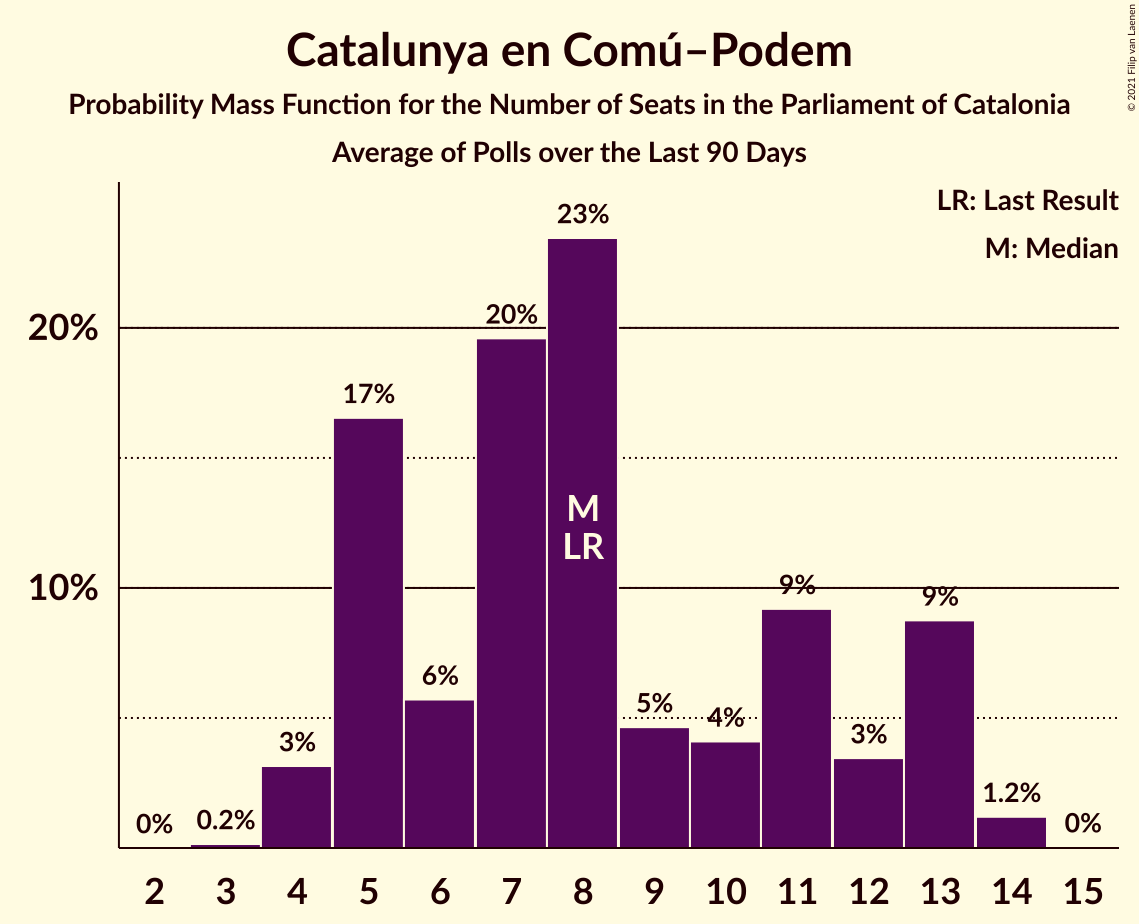 Catalunya en Comú–Podem
Probability Mass Function for the Number of Seats in the Parliament of Catalonia
Average of Polls over the Last 90 Days
© 2021 Filip van Laenen
LR: Last Result
M: Median
20%
10%
0%
0.2%
3%
17%
6%
20%
23%
5%
4%
9%
3%
9%
1.2%
0%
M
LR
2 3 4 5 6 7 8 9 10 11 12 13 14 15